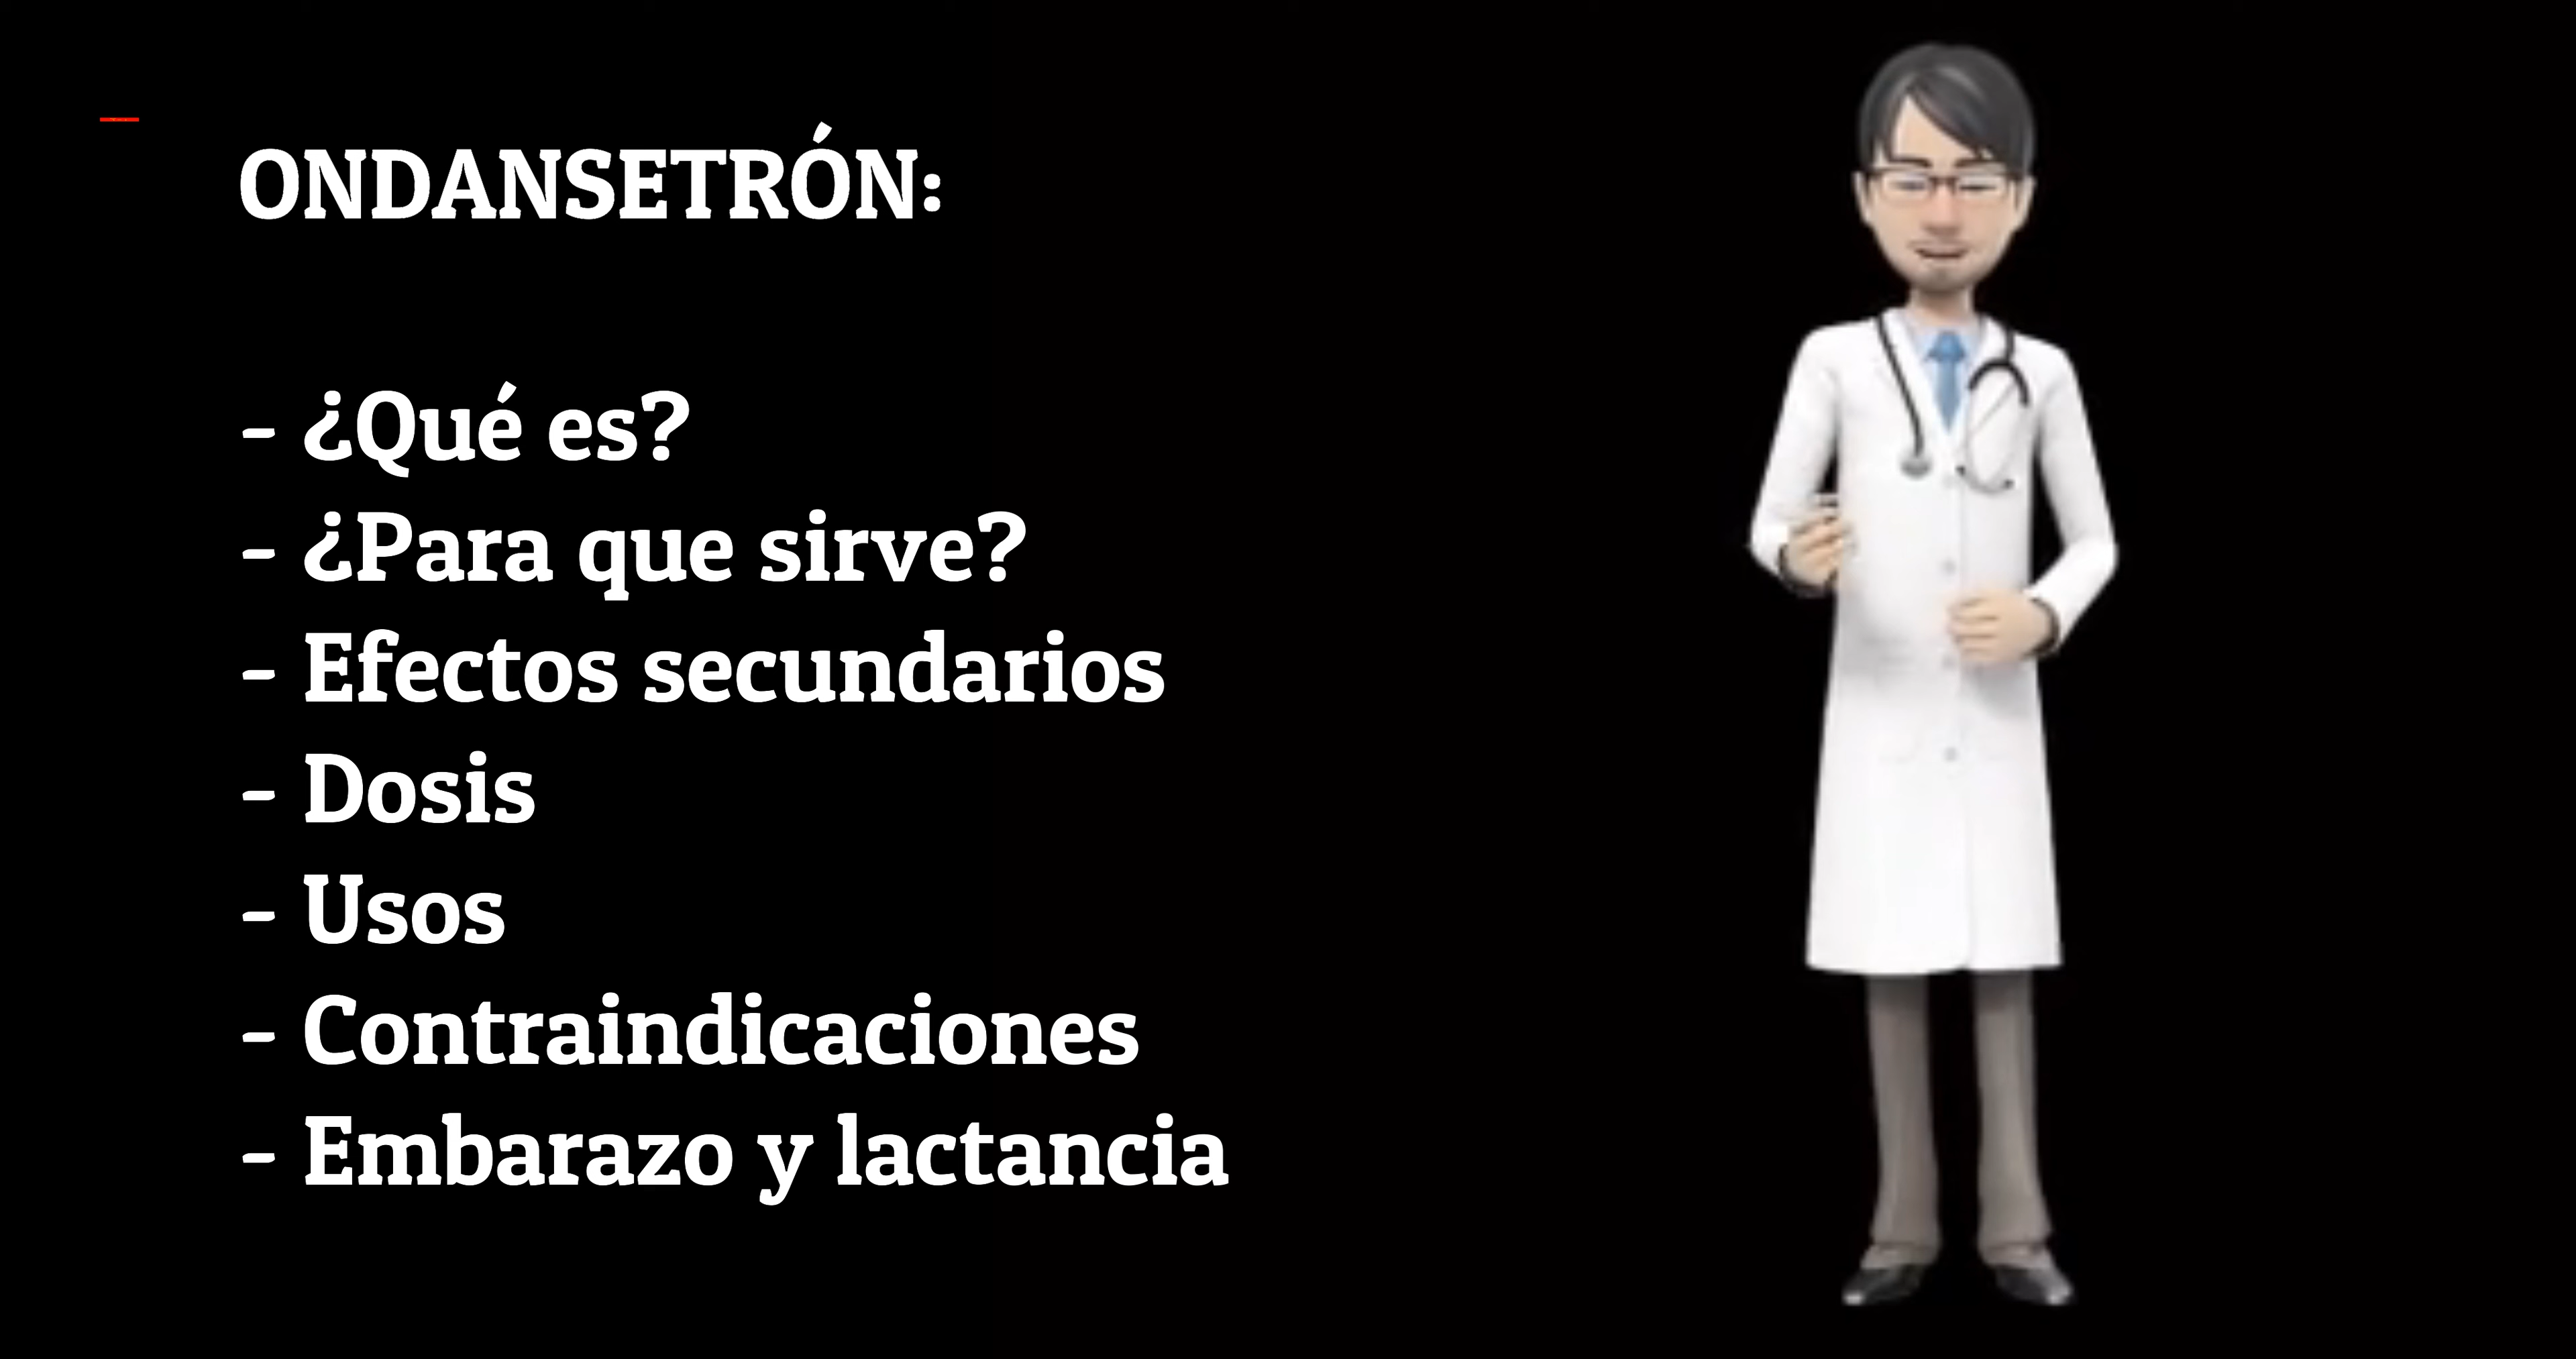 ONDANSETRÓN:
- ¿Qué es?
- ¿Para que sirve?
- Efectos secundarios
- Dosis
- Usos
- Contraindicaciones
- Embarazo y lactancia